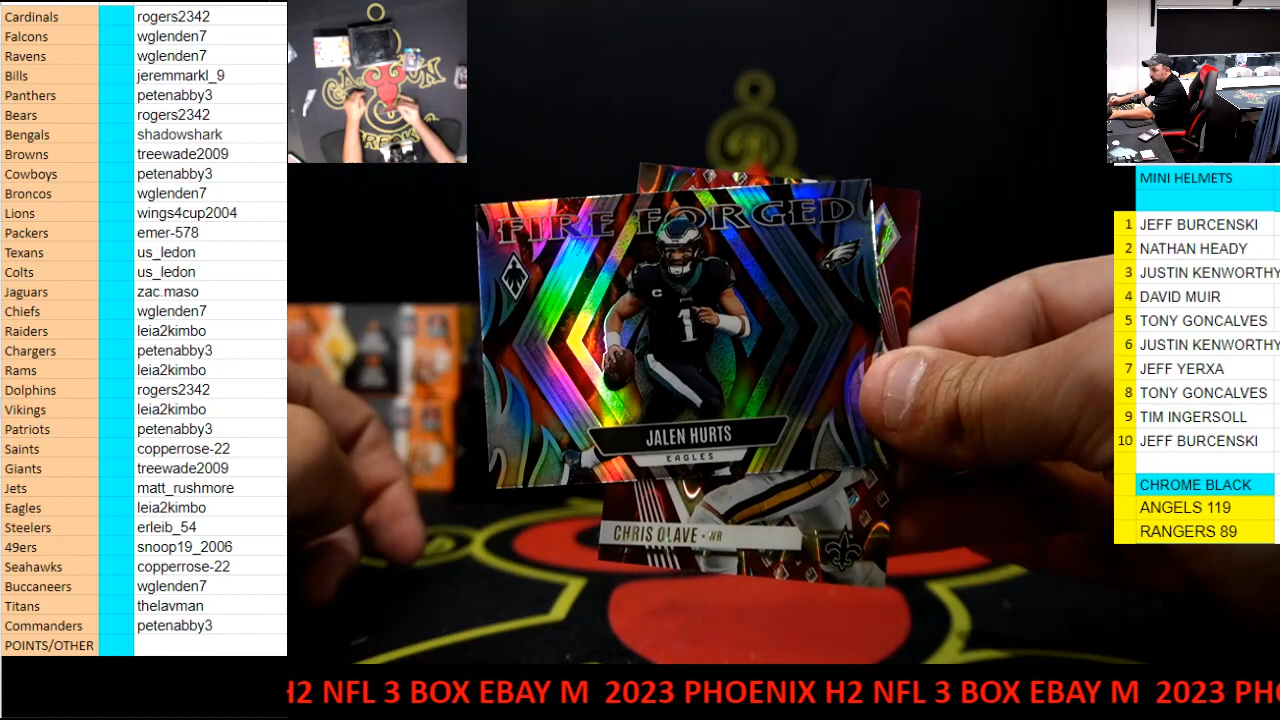 Cardinals rogers2342
Falcons wglenden7
Ravens wglenden7
Bills jeremmarkl_9
Panthers petenabby3
Bears rogers2342
Bengals shadowshark
Browns treewade2009
Cowboys petenabby3
Broncos wglenden7
Lions wings4cup2004
Packers emer-578
Texans us_ledon
Colts us_ledon
Jaguars zac.maso
Chiefs wglenden7
Raiders leia2kimbo
Chargers petenabby3
Rams leia2kimbo
Dolphins rogers2342
Vikings leia2kimbo
Patriots petenabby3
Saints copperrose-22
Giants treewade2009
Jets matt_rushmore
Eagles leia2kimbo
Steelers erleib_54
49ers snoop19_2006
Seahawks copperrose-22
Buccaneers wglenden7
Titans thelavman
Commanders petenabby3
POINTS/OTHER
FIRE FORGED
C 1
JALEN HURTS
EAGLES
CHRIS OLAVE • WR
MINI HELMETS
1 JEFF BURCENSKI
2 NATHAN HEADY
3 JUSTIN KENWORTHY
4 DAVID MUIR
5 TONY GONCALVES
6 JUSTIN KENWORTHY
7 JEFF YERXA
8 TONY GONCALVES
9 TIM INGERSOLL
10 JEFF BURCENSKI
CHROME BLACK
ANGELS 119
RANGERS 89
H2 NFL 3 BOX EBAY M 2023 PHOENIX H2 NFL 3 BOX EBAY M 2023 PHO